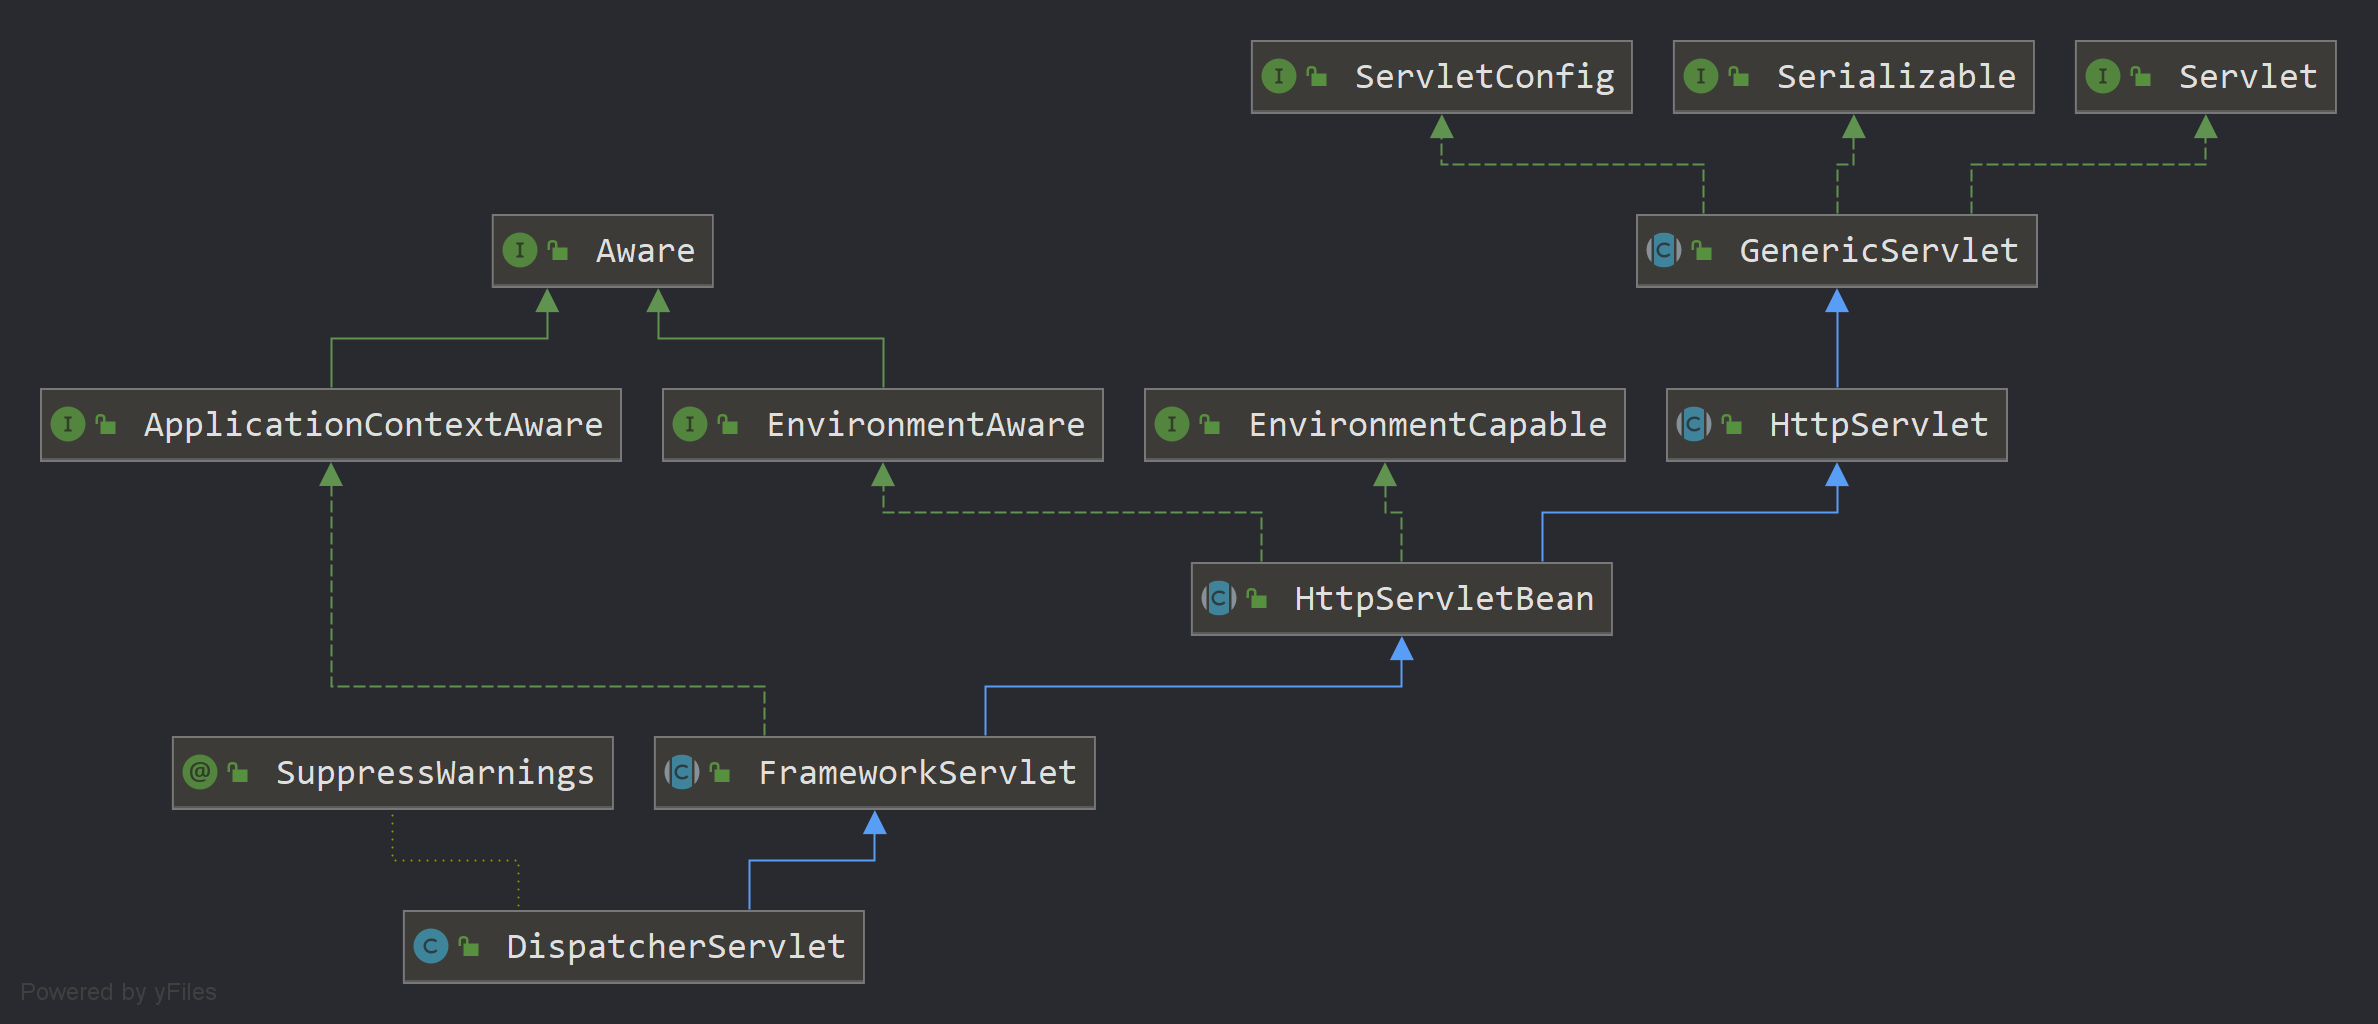 ServletConfig
Serializable
Servlet
Aware
GenericServlet
ApplicationContextAware
EnvironmentAware
EnvironmentCapable
HttpServlet
HttpServletBean
@ SuppressWarnings
FrameworkServlet
DispatcherServlet
Powered by yFiles